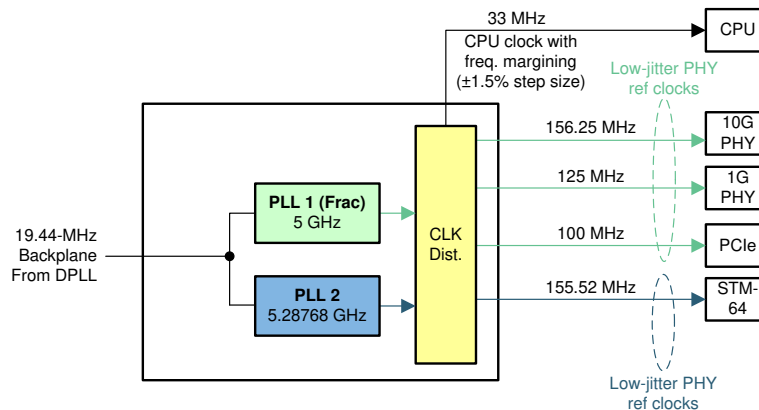 33 MHz
CPU clock with
freq. margining
(±1.5% step size)
CPU
Low-jitter PHY
ref clocks
156.25 MHz
10G
PHY
125 MHz
1G
PHY
PLL 1 (Frac)
5 GHz
CLK
Dist.
100 MHz
PCIe
19.44-MHz
Backplane
From DPLL
PLL 2
5.28768 GHz
155.52 MHz
STM-
64
Low-jitter PHY
ref clocks